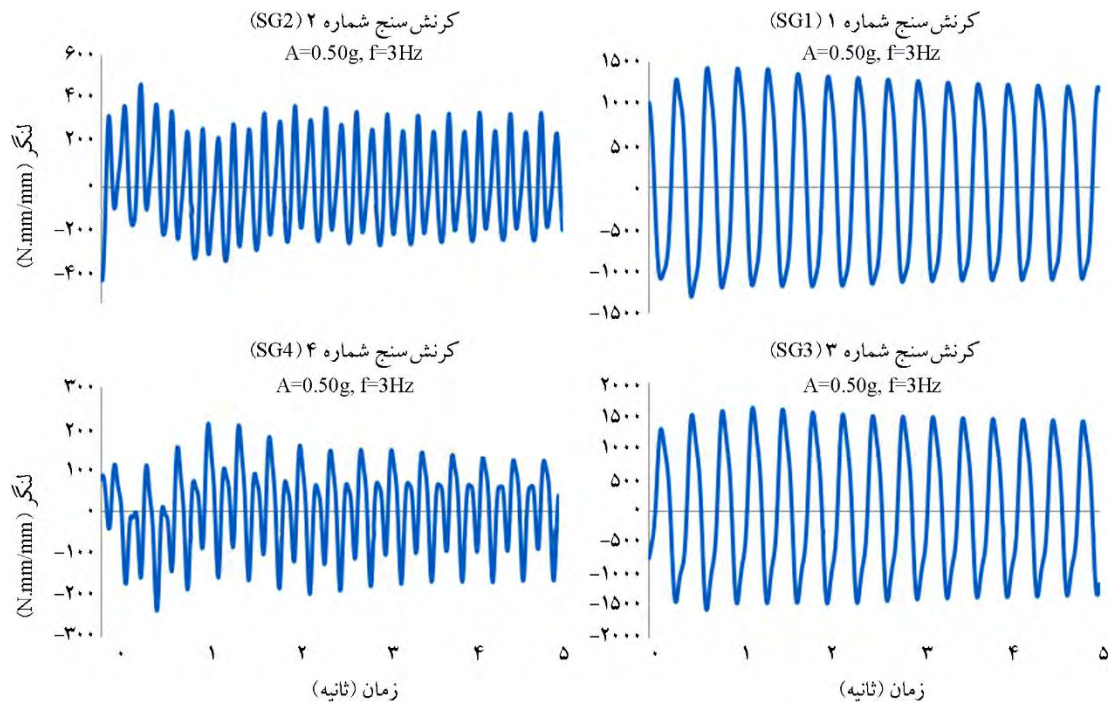 کرنش‌سنج شماره ۱ (SG1)
A=0.50g, f=3Hz
۱۵۰۰
۱۰۰۰
۵۰۰
۰
-۵۰۰
-۱۰۰۰
-۱۵۰۰
کرنش‌سنج شماره ۲ (SG2)
A=0.50g, f=3Hz
۶۰۰
۴۰۰
۲۰۰
۰
-۲۰۰
-۴۰۰
لنگر (N.mm/mm)
کرنش‌سنج شماره ۳ (SG3)
A=0.50g, f=3Hz
۲۰۰۰
۱۵۰۰
۱۰۰۰
۵۰۰
۰
-۵۰۰
-۱۰۰۰
-۱۵۰۰
-۲۰۰۰
۰ ۱ ۲ ۳ ۴ ۵
زمان (ثانیه)
کرنش‌سنج شماره ۴ (SG4)
A=0.50g, f=3Hz
۳۰۰
۲۰۰
۱۰۰
۰
-۱۰۰
-۲۰۰
-۳۰۰
لنگر (N.mm/mm)
۰ ۱ ۲ ۳ ۴ ۵
زمان (ثانیه)